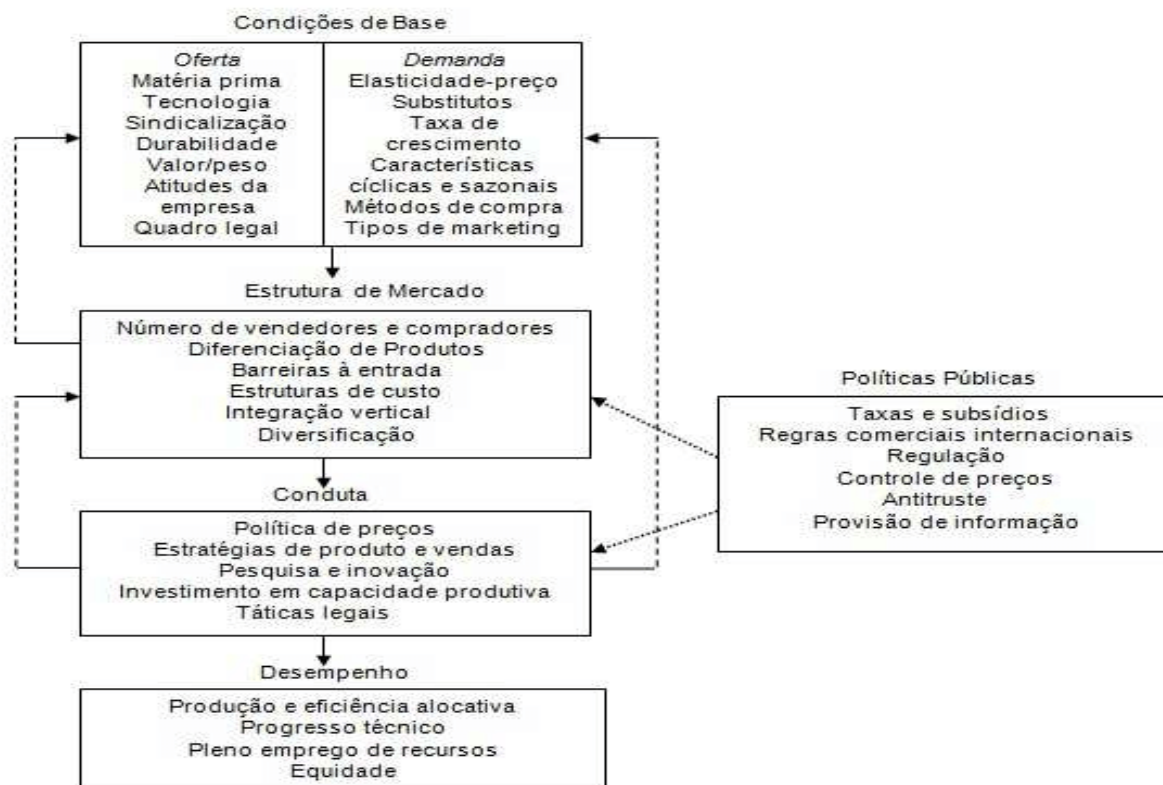 Condições de Base
Oferta
Matéria prima
Tecnologia
Sindicalização
Durabilidade
Valor/peso
Atitudes da
empresa
Quadro legal
Demanda
Elasticidade-preço
Substitutos
Taxa de
crescimento
Características
cíclicas e sazonais
Métodos de compra
Tipos de marketing
Estrutura de Mercado
Número de vendedores e compradores
Diferenciação de Produtos
Barreiras à entrada
Estruturas de custo
Integração vertical
Diversificação
Políticas Públicas
Taxas e subsídios
Regras comerciais internacionais
Regulação
Controle de preços
Antitruste
Provisão de informação
Conduta
Política de preços
Estratégias de produto e vendas
Pesquisa e inovação
Investimento em capacidade produtiva
Táticas legais
Desempenho
Produção e eficiência alocativa
Progresso técnico
Pleno emprego de recursos
Equidade